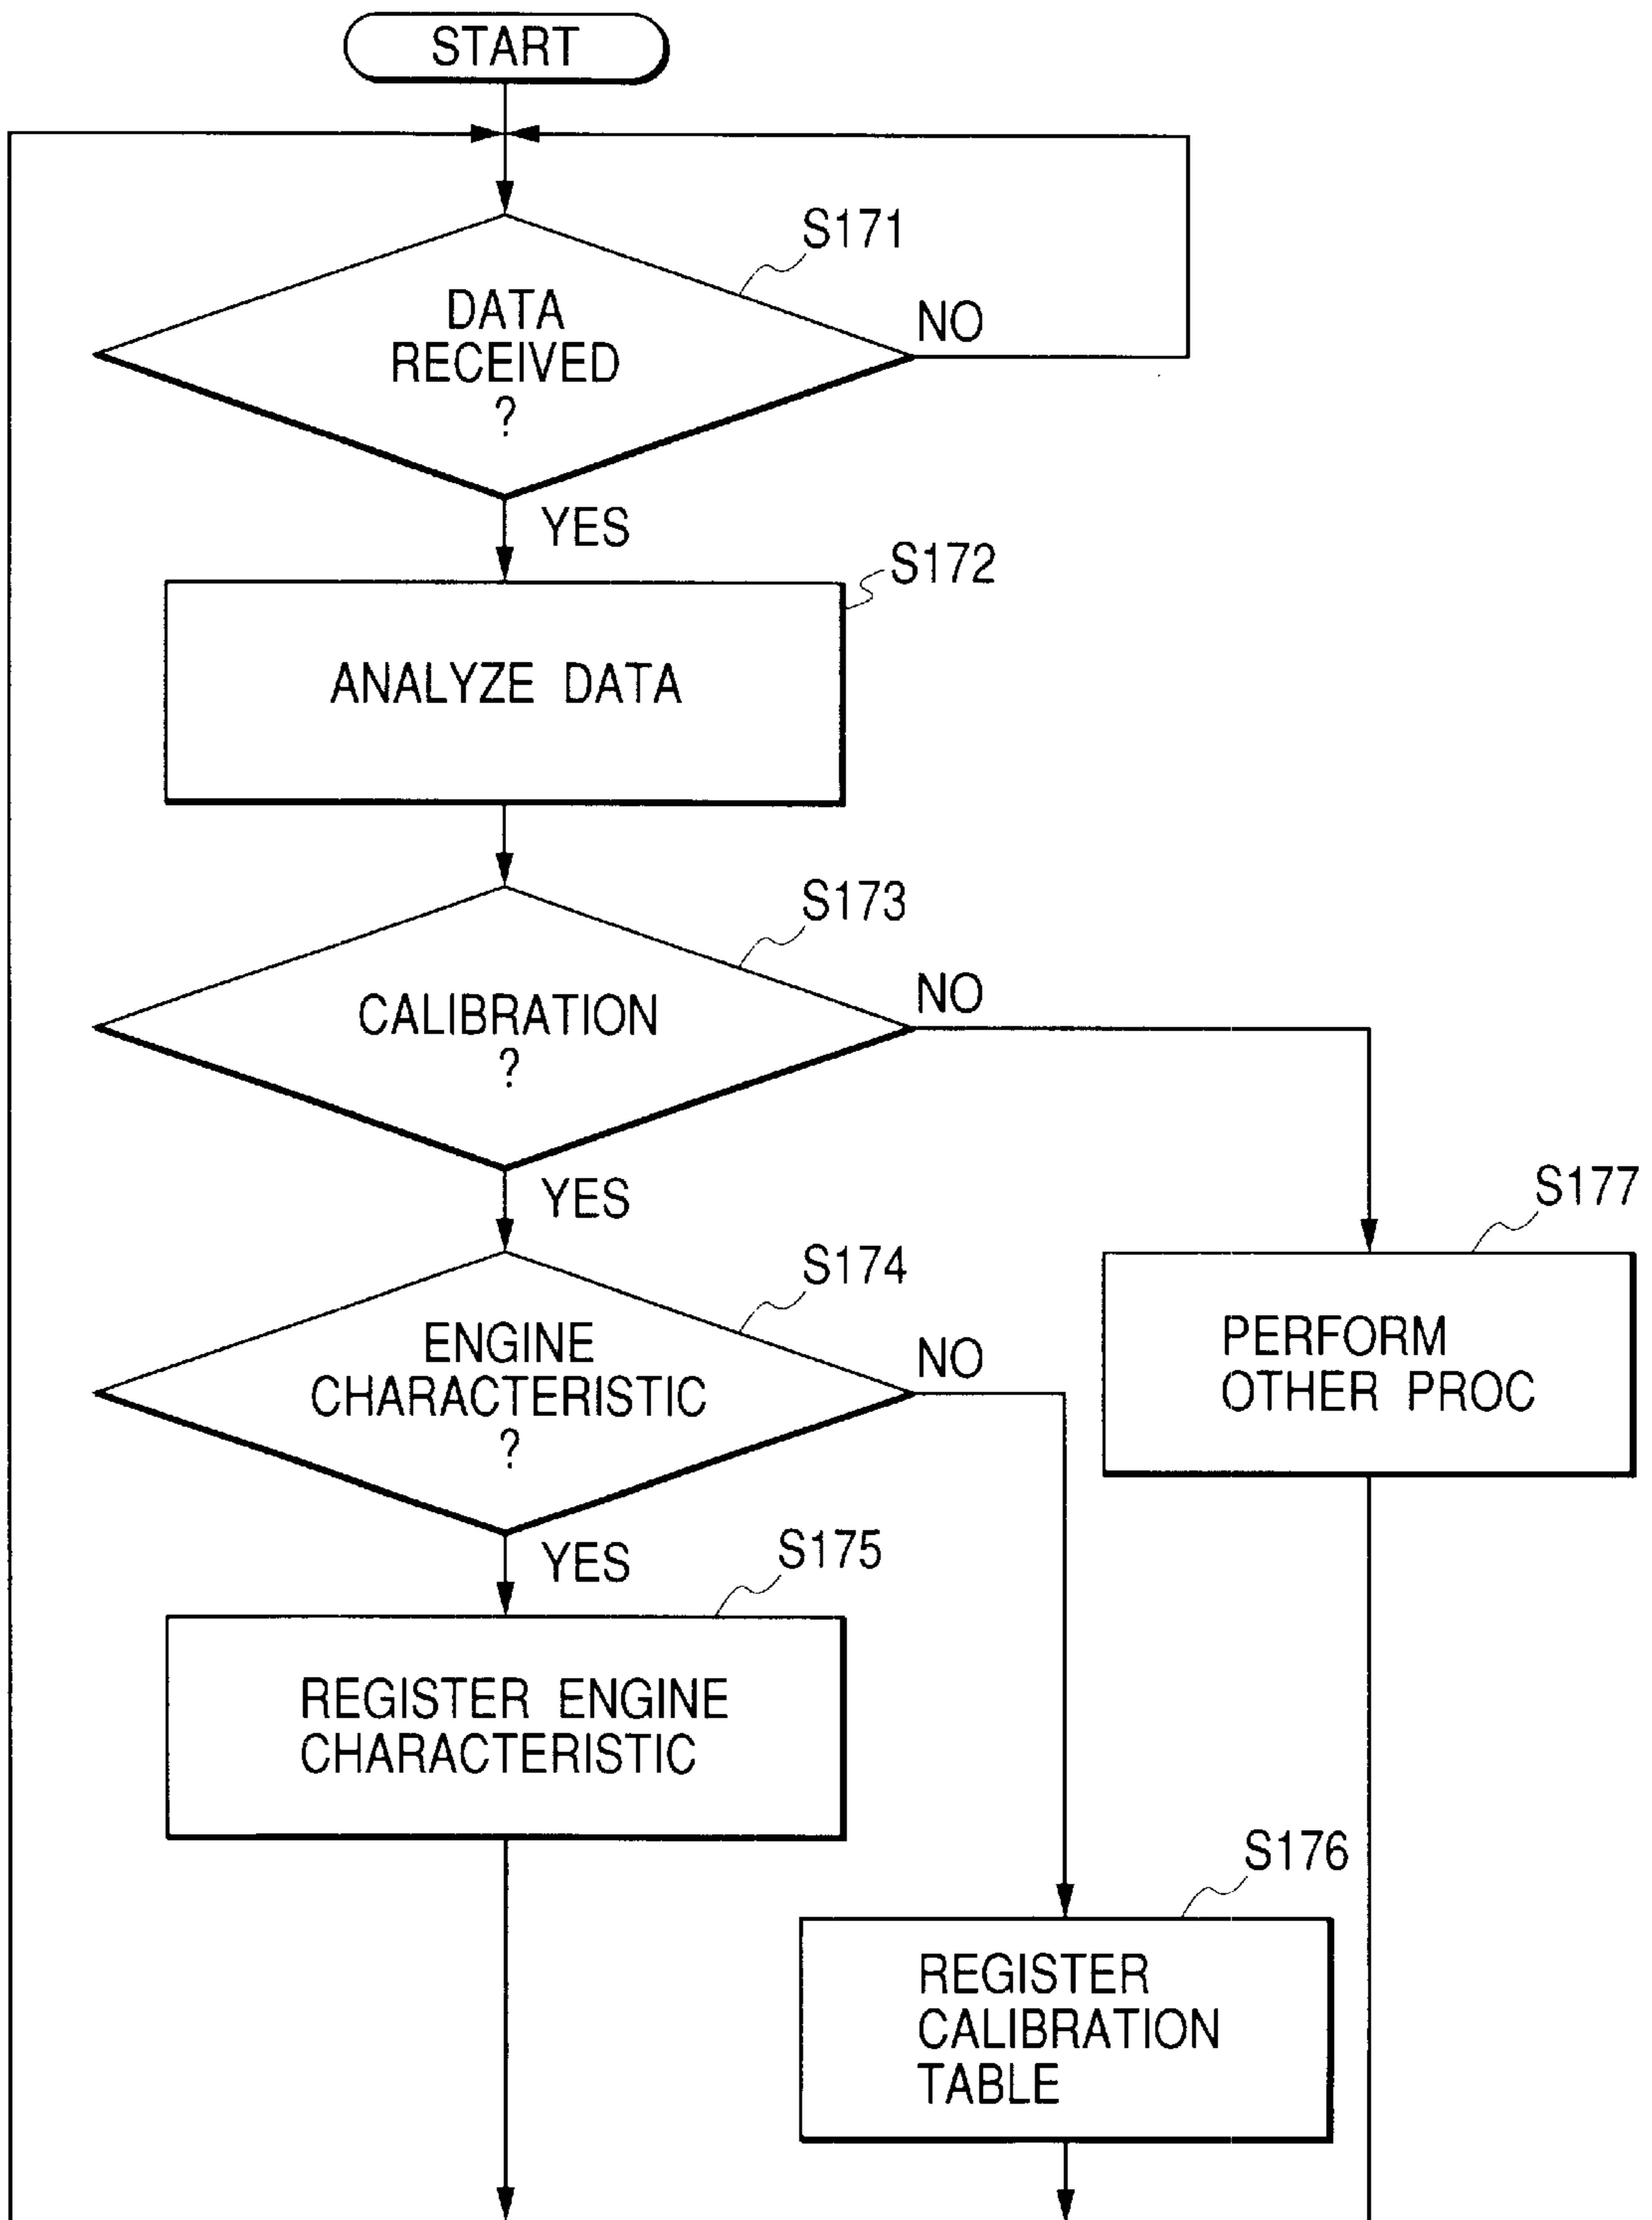 START
S171
DATA
RECEIVED
?
NO
YES
S172
ANALYZE DATA
S173
CALIBRATION
?
NO
YES
S177
PERFORM
OTHER PROC
S174
ENGINE
CHARACTERISTIC
?
NO
YES
S175
REGISTER ENGINE
CHARACTERISTIC
S176
REGISTER
CALIBRATION
TABLE